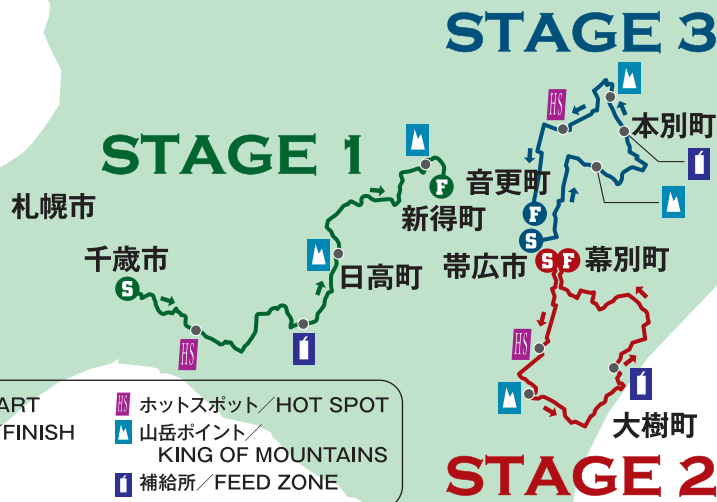 STAGE 3
HS
本別町
STAGE 1
音更町
F
新得町
札幌市
F
S
千歳市
日高町
帯広市
S F
幕別町
S
HS
HS
大樹町
ART
HS ホットスポット／HOT SPOT
FINISH
山岳ポイント／
KING OF MOUNTAINS
補給所／FEED ZONE
STAGE 2